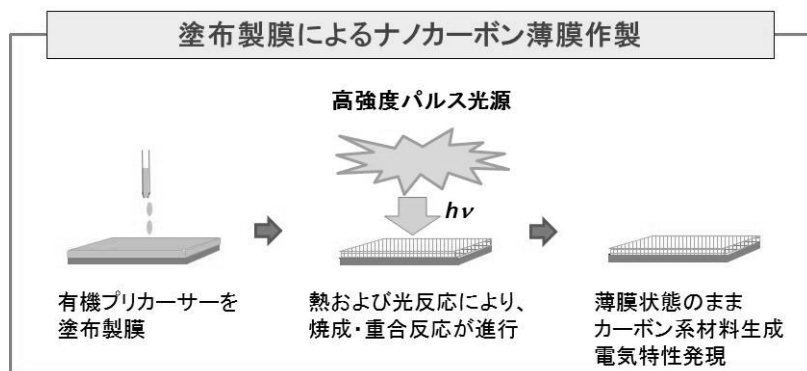 塗布製膜によるナノカーボン薄膜作製
高強度パルス光源
hν
有機プリカーサーを
塗布製膜
熱および光反応により、
焼成・重合反応が進行
薄膜状態のまま
カーボン系材料生成
電気特性発現